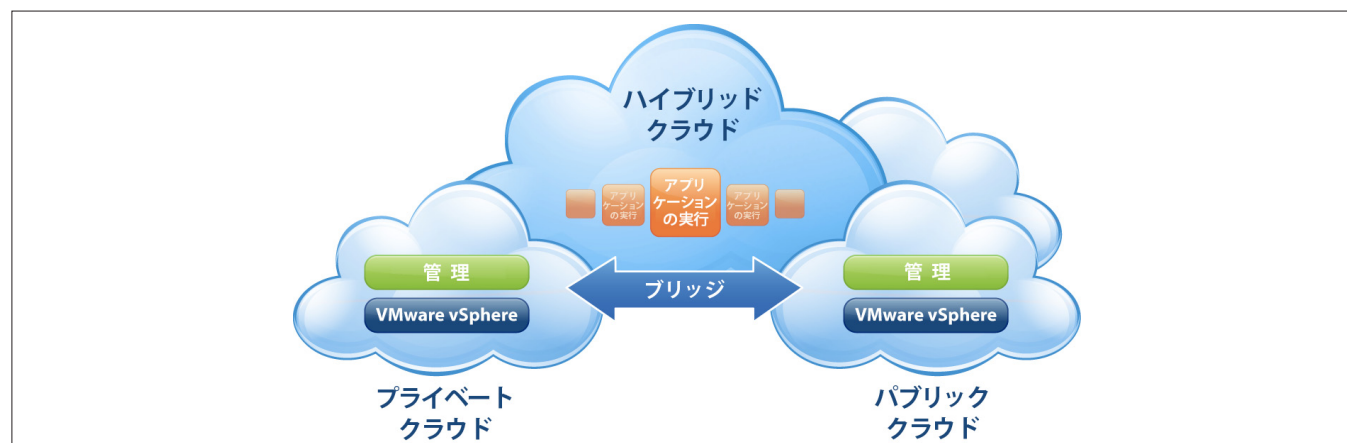 ハイブリッド
クラウド
アプリ
ケーション
の実行
アプリ
ケーション
の実行
アプリ
ケーション
の実行
管 理
ブリッジ
管 理
VMware vSphere
VMware vSphere
プライベート
クラウド
パブリック
クラウド